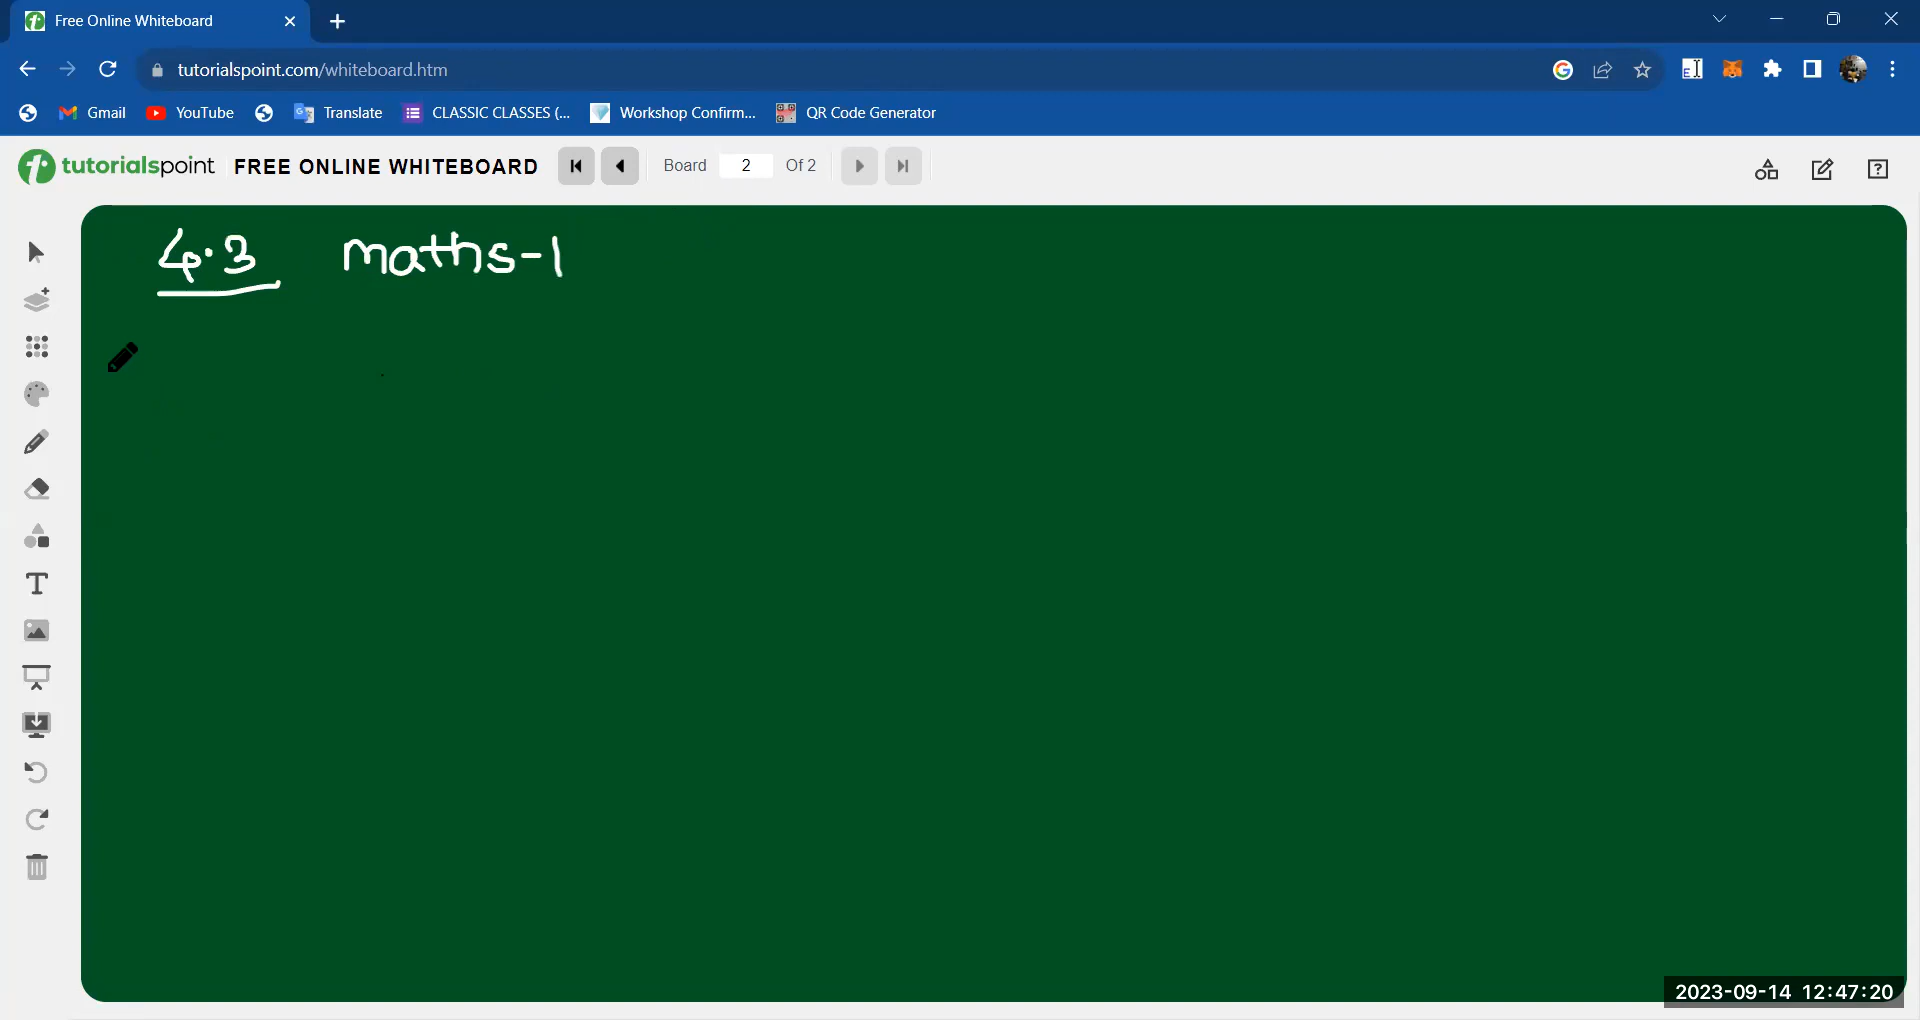 Free Online Whiteboard
tutorialspoint.com/whiteboard.htm
Gmail YouTube Translate CLASSIC CLASSES (... Workshop Confirm... QR Code Generator
tutorialspoint FREE ONLINE WHITEBOARD Board 2 Of 2
4.3 maths-1
2023-09-14 12:47:20